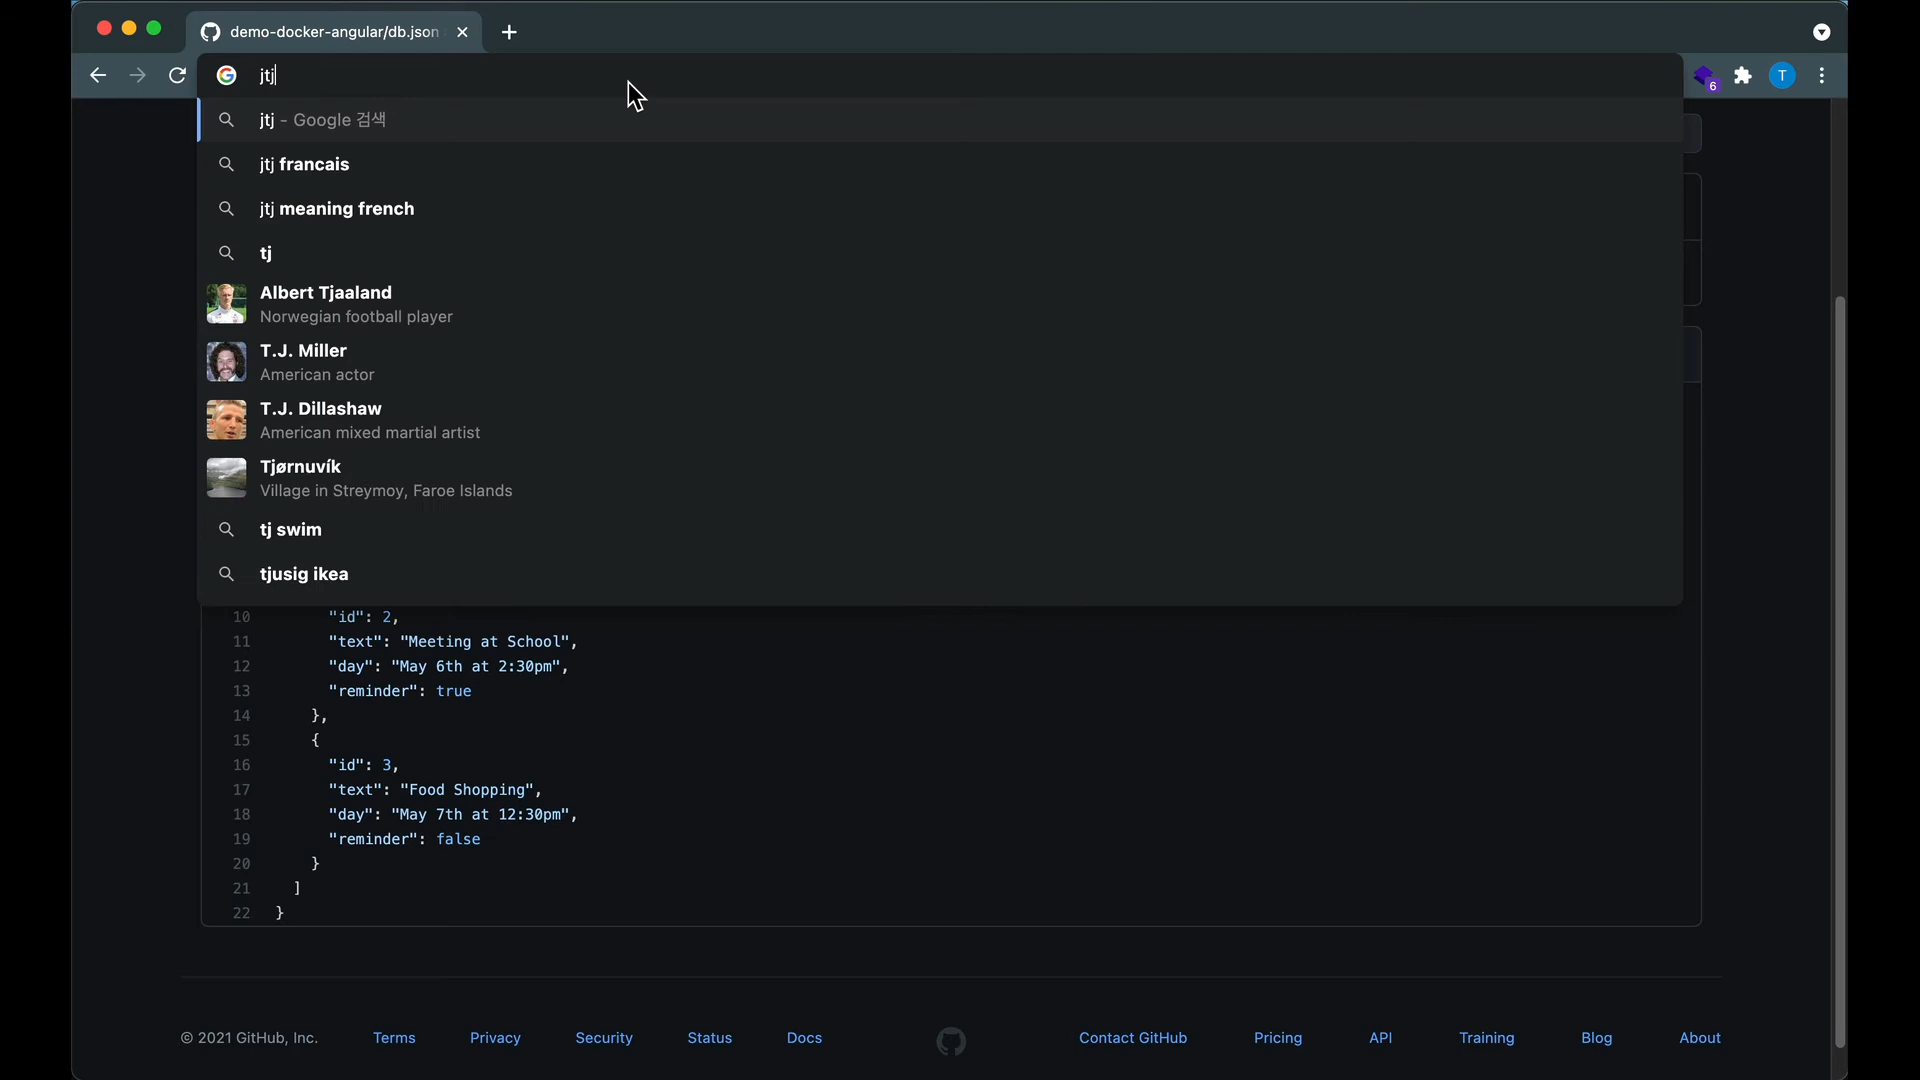 demo-docker-angular/db.json
jtj
6
T
jtj - Google 검색
jtj francais
jtj meaning french
tj
Albert Tjaaland
Norwegian football player
T.J. Miller
American actor
T.J. Dillashaw
American mixed martial artist
Tjørnuvík
Village in Streymoy, Faroe Islands
tj swim
tjusig ikea
10 "id": 2,
11 "text": "Meeting at School",
12 "day": "May 6th at 2:30pm",
13 "reminder": true
14 },
15 {
16 "id": 3,
17 "text": "Food Shopping",
18 "day": "May 7th at 12:30pm",
19 "reminder": false
20 }
21 ]
22 }
© 2021 GitHub, Inc. Terms Privacy Security Status Docs Contact GitHub Pricing API Training Blog About